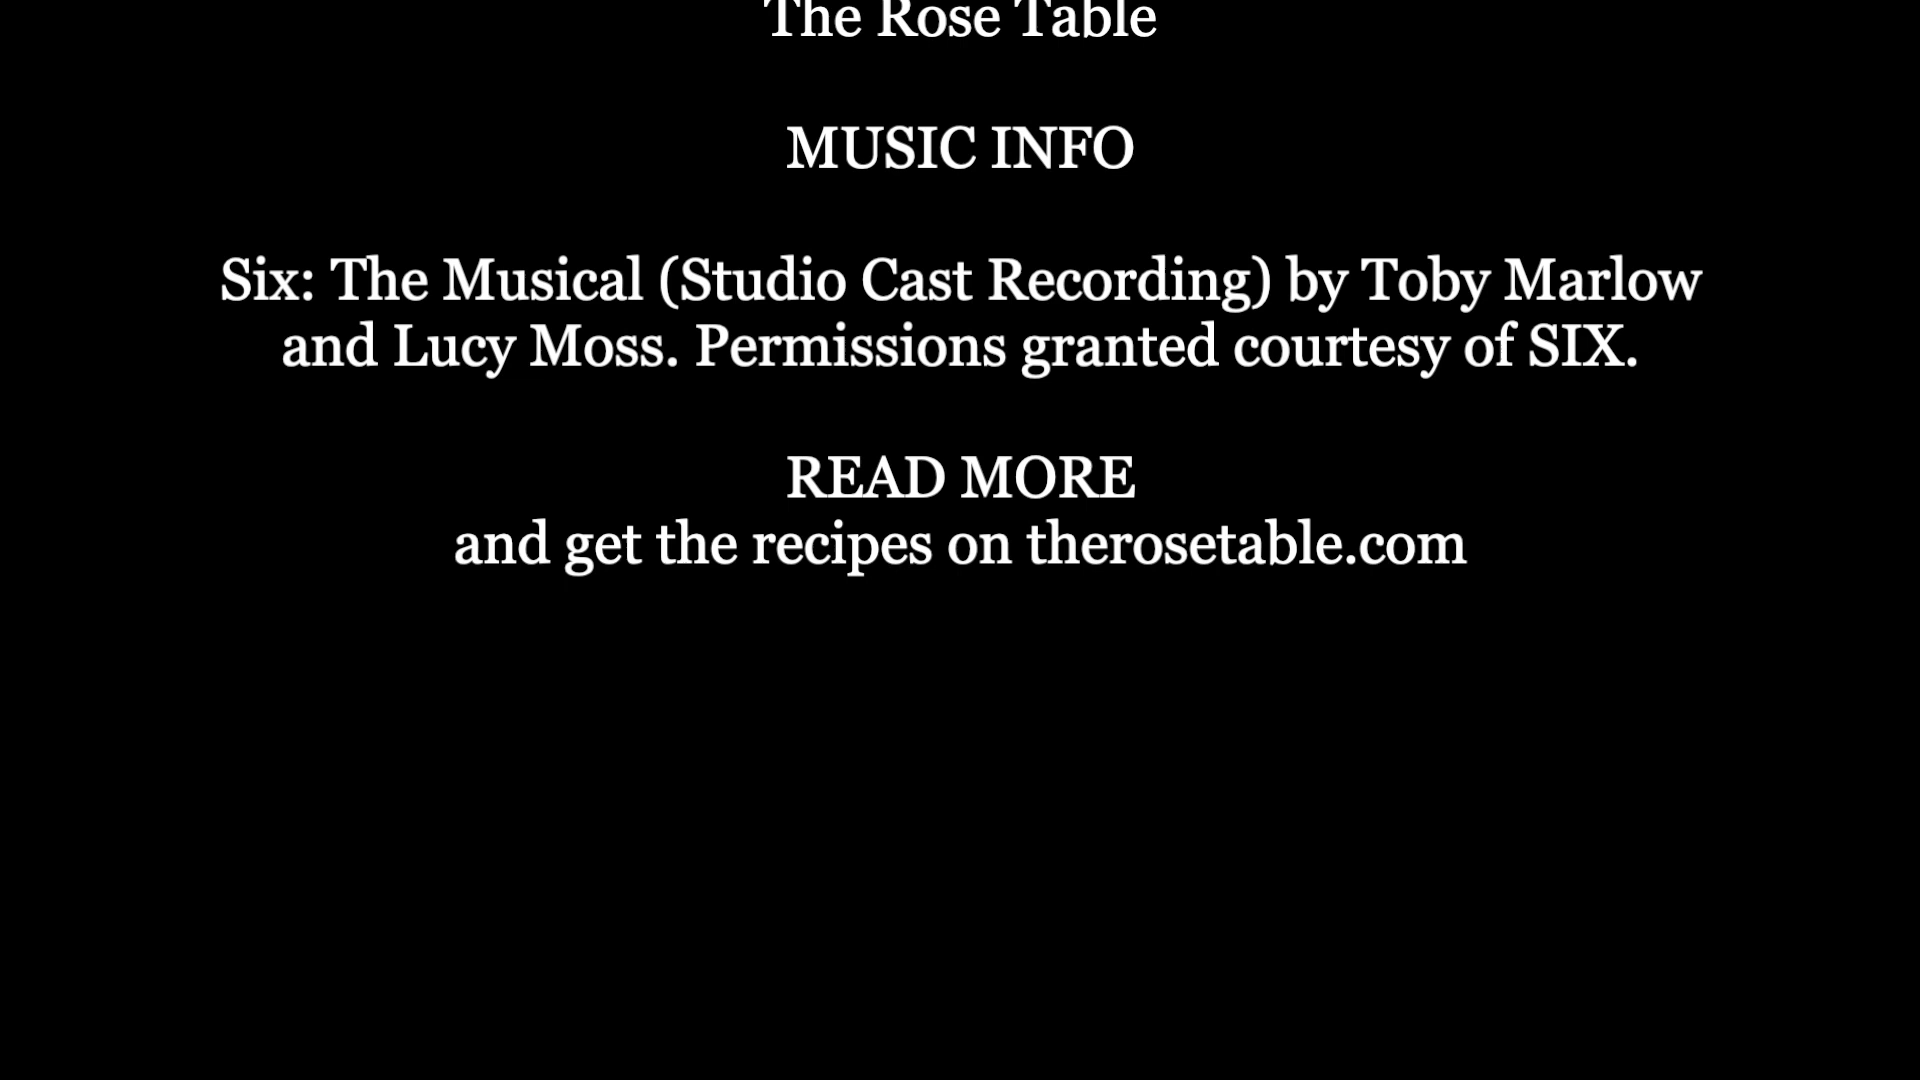 The Rose Table
MUSIC INFO
Six: The Musical (Studio Cast Recording) by Toby Marlow
and Lucy Moss. Permissions granted courtesy of SIX.
READ MORE
and get the recipes on therosetable.com